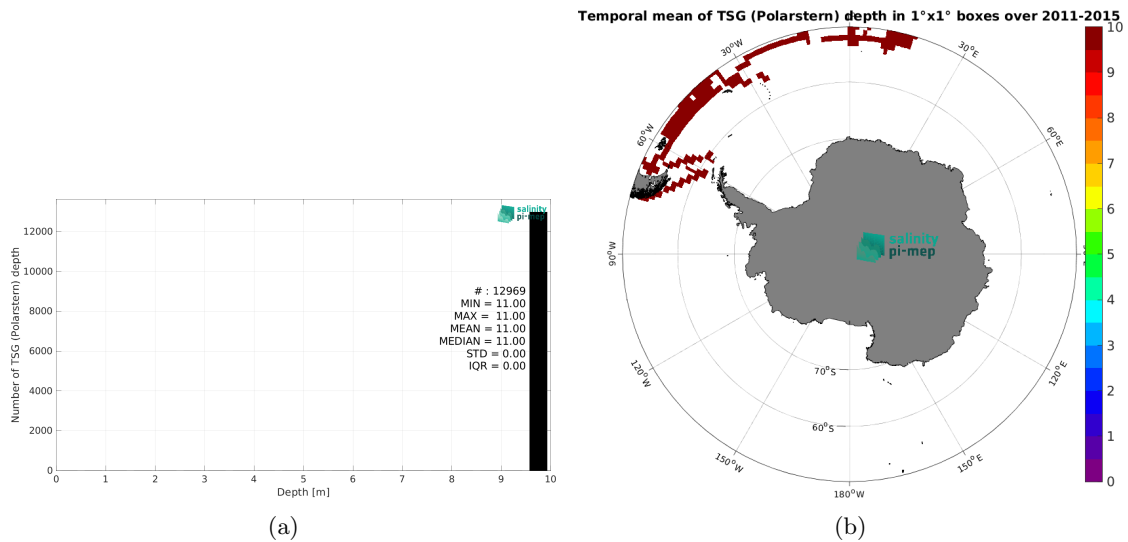 Temporal mean of TSG (Polarstern) depth in 1°x1° boxes over 2011-2015
Number of TSG (Polarstern) depth
12000
10000
8000
6000
4000
2000
0
salinity
pi-mep
# : 12969
MIN = 11.00
MAX = 11.00
MEAN = 11.00
MEDIAN = 11.00
STD = 0.00
IQR = 0.00
0 1 2 3 4 5 6 7 8 9 10
Depth [m]
(a)
30°W
30°E
60°W
60°E
90°W
120°W
120°E
150°W
150°E
180°W
70°S
60°S
salinity
pi-mep
10
9
8
7
6
5
4
3
2
1
0
(b)